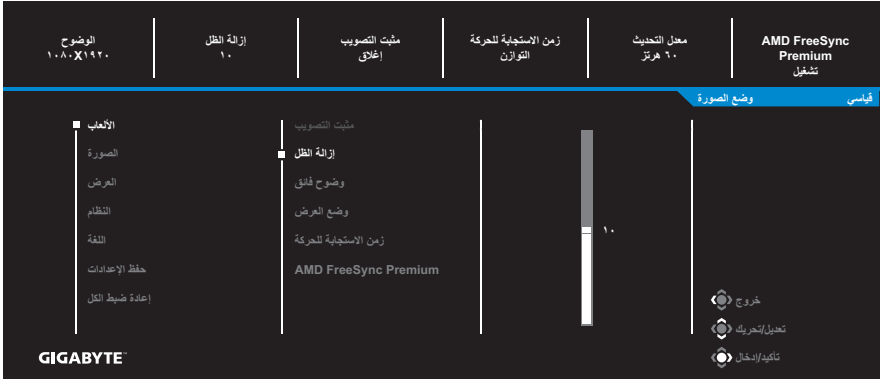 AMD FreeSync
Premium
تشغيل
معدل التحديث
٦٠ هرتز
زمن الاستجابة للحركة
التوازن
مثبت التصويب
إغلاق
إزالة الظل
١٠
الوضوح
١٠٨٠X١٩٢٠
قياسي
وضع الصورة
الألعاب
الصورة
العرض
النظام
اللغة
حفظ الإعدادات
إعادة ضبط الكل
مثبت التصويب
إزالة الظل
وضوح فائق
وضع العرض
زمن الاستجابة للحركة
AMD FreeSync Premium
١٠
خروج
تعديل/تحريك
تأكيد/إدخال
GIGABYTE™